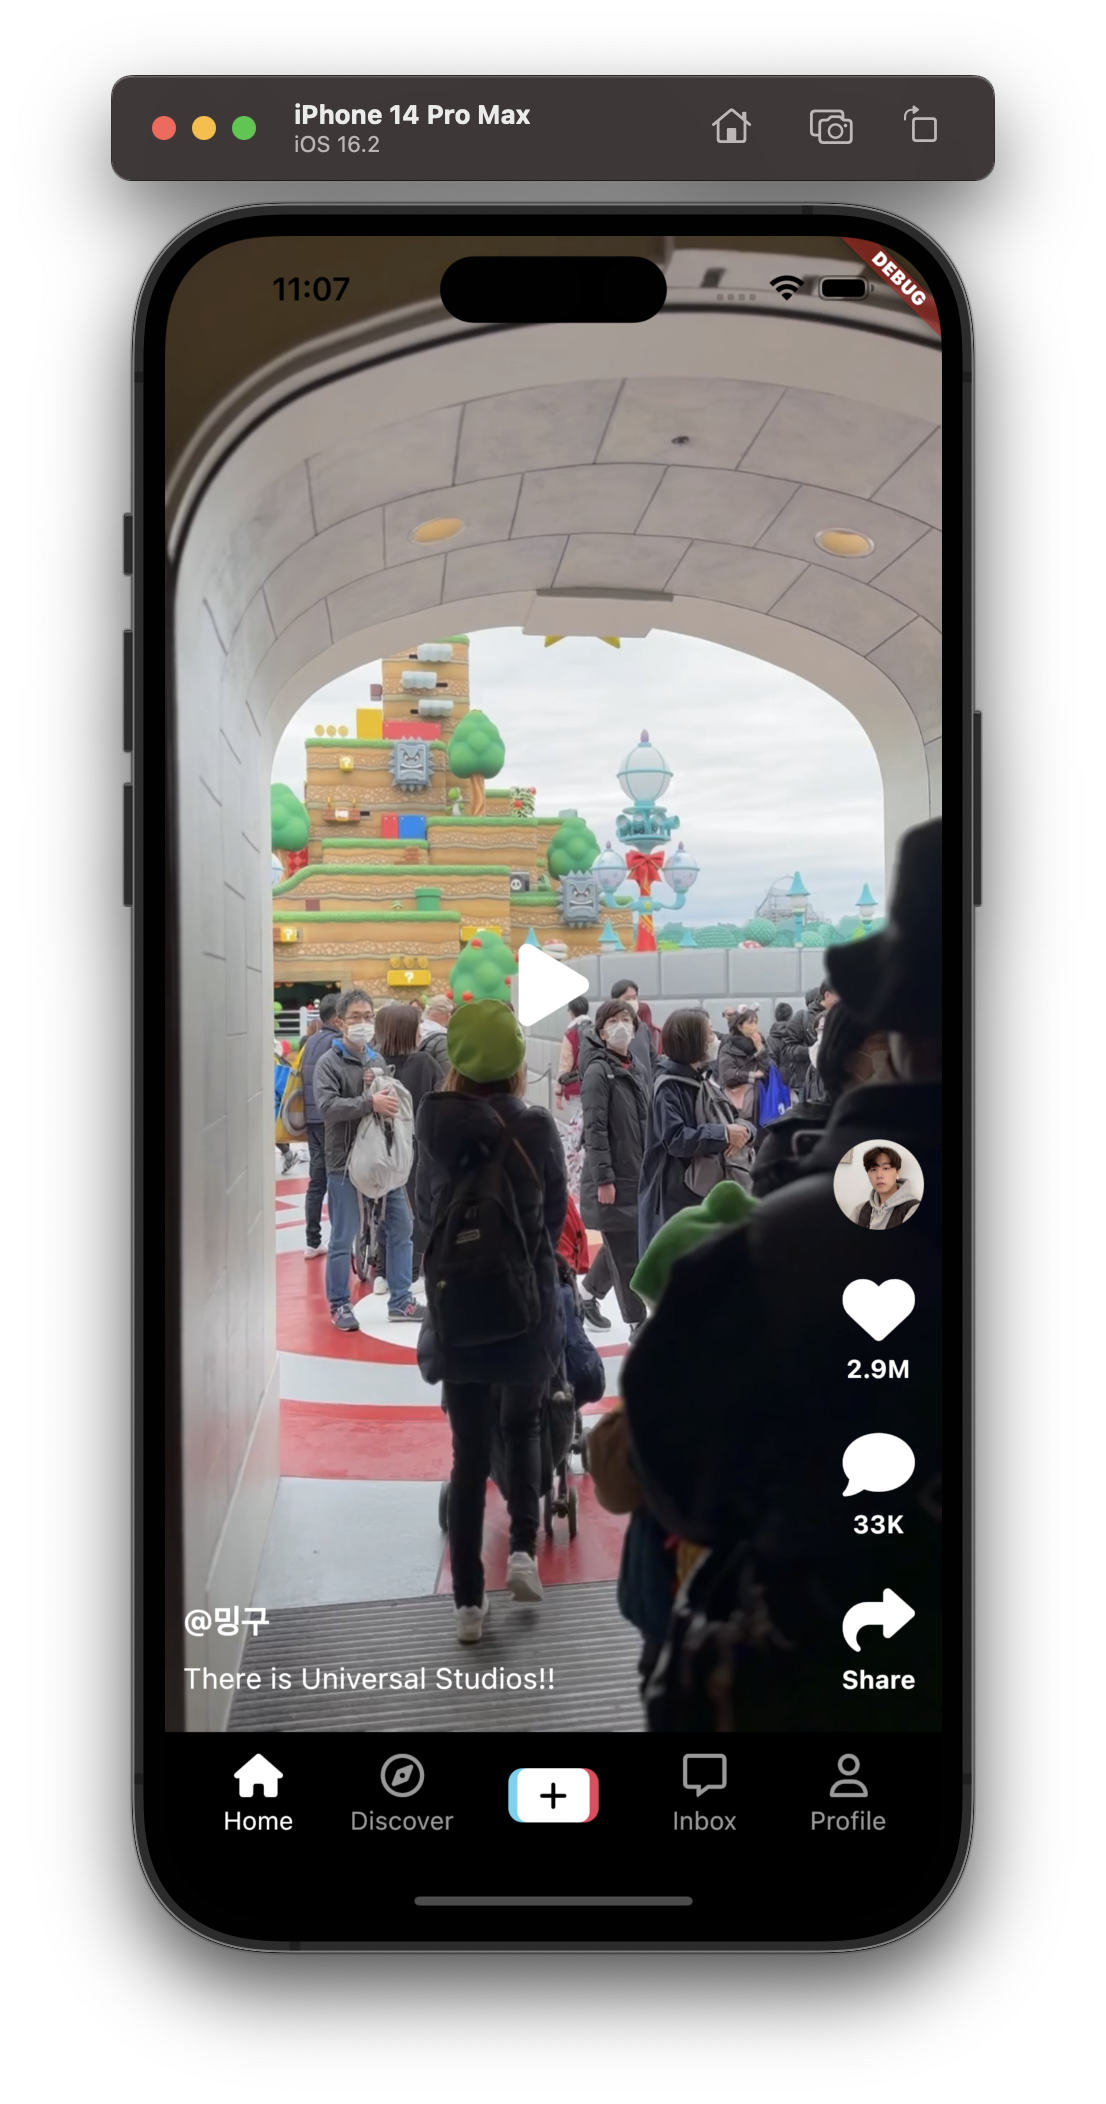 iPhone 14 Pro Max
iOS 16.2
11:07
DEBUG
2.9M
33K
@밍구
There is Universal Studios!!
Share
Home
Discover
Inbox
Profile